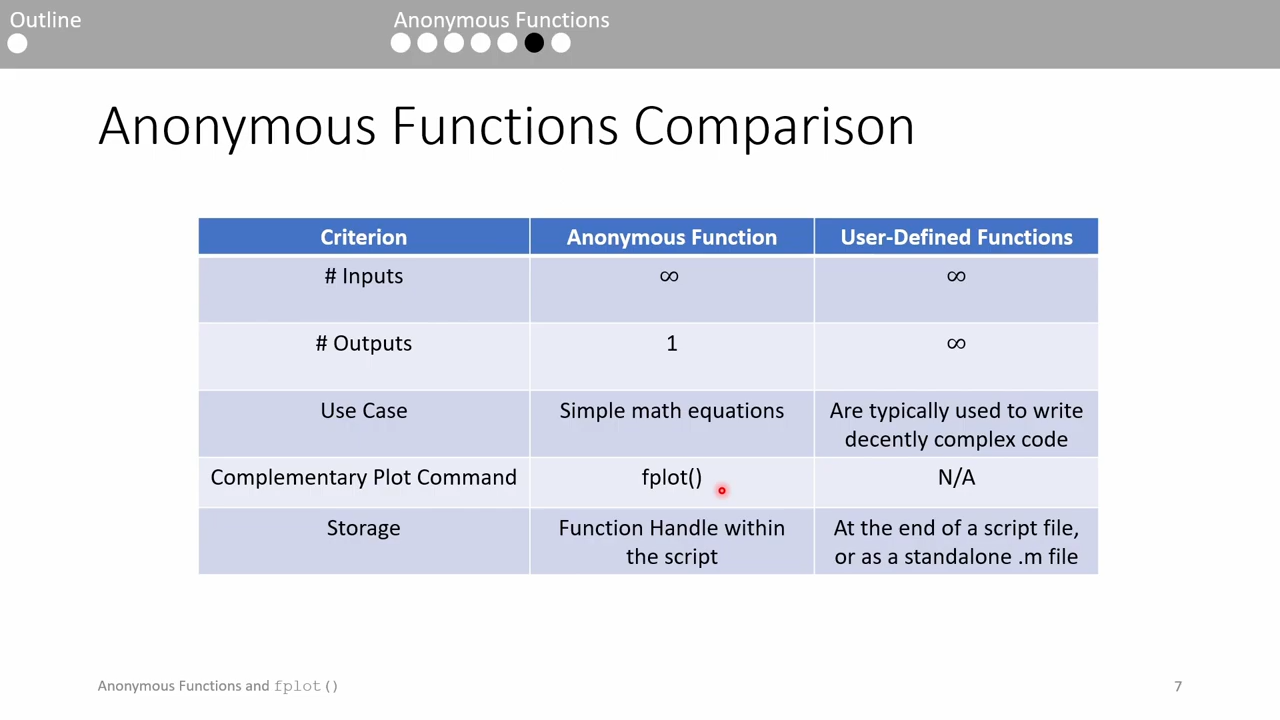 Outline
Anonymous Functions
Anonymous Functions Comparison
Criterion
Anonymous Function
User-Defined Functions
# Inputs
∞
∞
# Outputs
1
∞
Use Case
Simple math equations
Are typically used to write
decently complex code
Complementary Plot Command
fplot()
N/A
Storage
Function Handle within
the script
At the end of a script file,
or as a standalone .m file
Anonymous Functions and fplot()
7